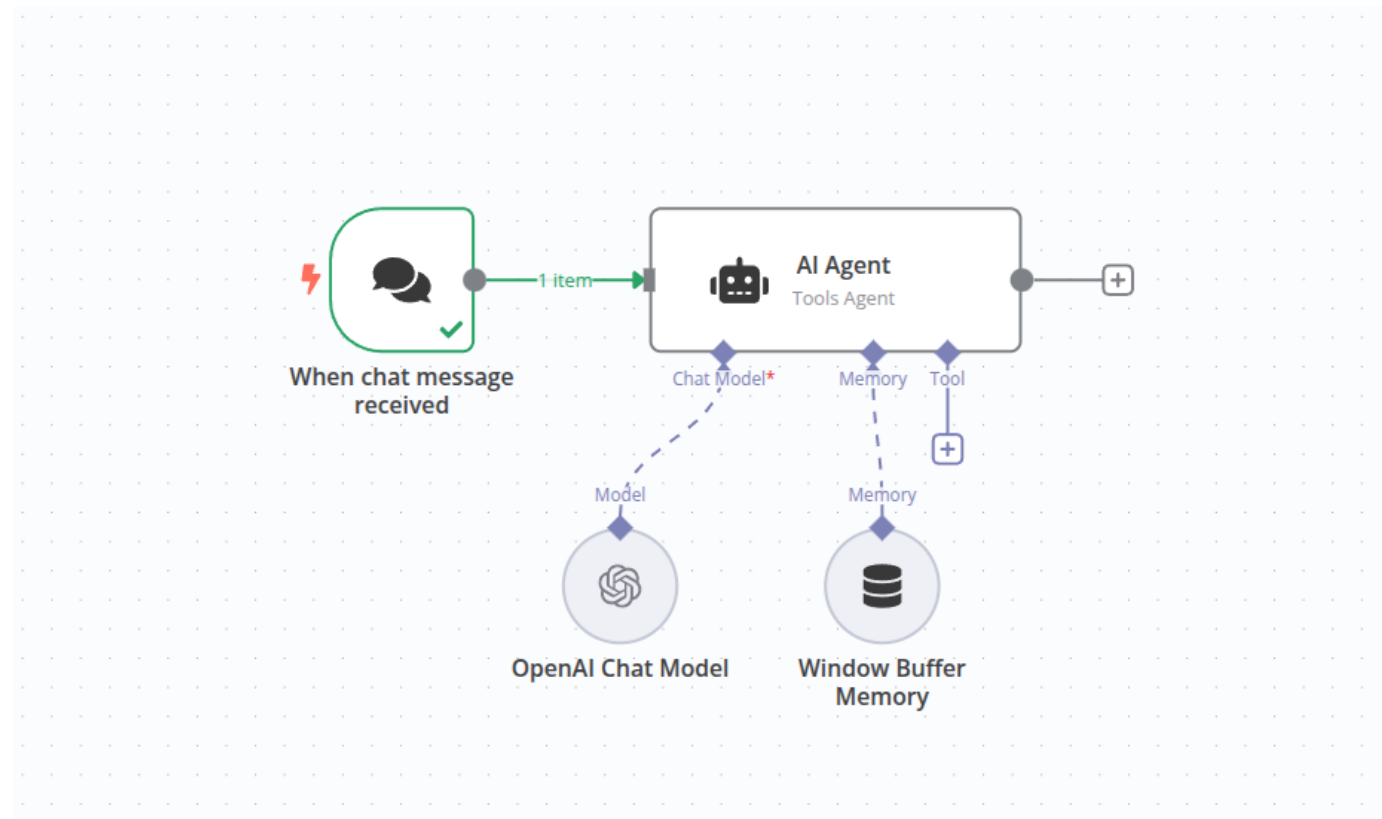 1 item
AI Agent
Tools Agent
When chat message
received
Chat Model*
Memory
Tool
Model
Memory
OpenAI Chat Model
Window Buffer
Memory